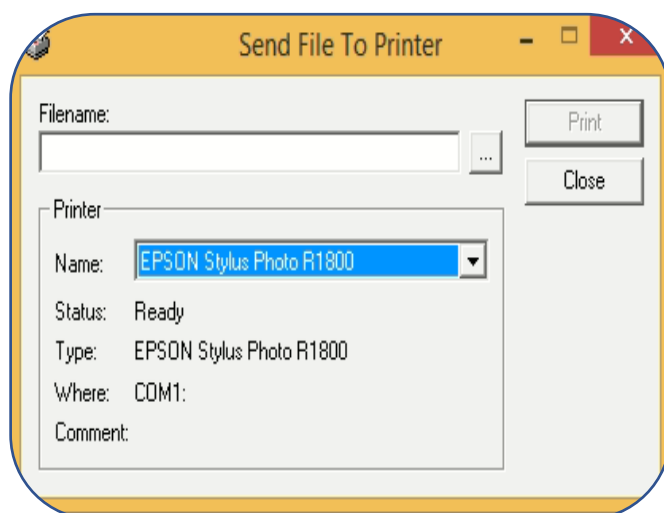 Send File To Printer
Filename:
...
Print
Close
Printer
Name: EPSON Stylus Photo R1800
Status: Ready
Type: EPSON Stylus Photo R1800
Where: COM1:
Comment: